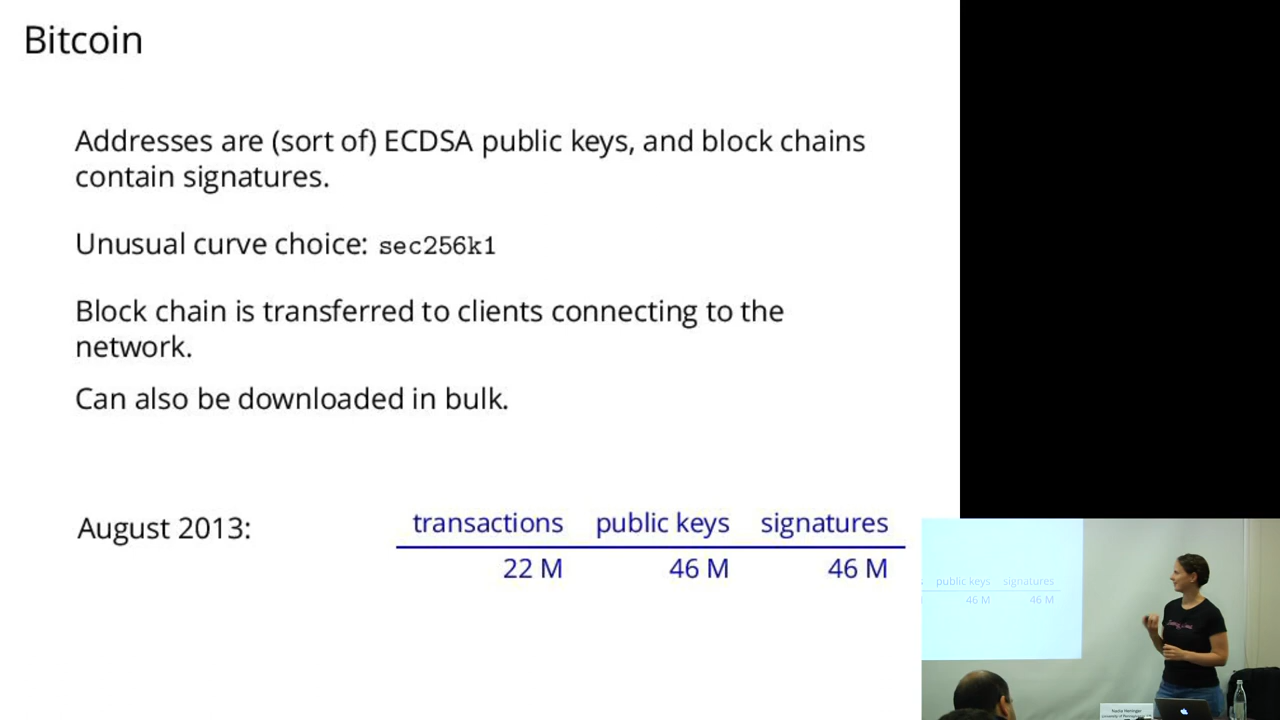 Bitcoin
Addresses are (sort of) ECDSA public keys, and block chains
contain signatures.
Unusual curve choice: sec256k1
Block chain is transferred to clients connecting to the
network.
Can also be downloaded in bulk.
August 2013:
transactions public keys signatures
22 M 46 M 46 M
public keys signatures
46 M 46 M